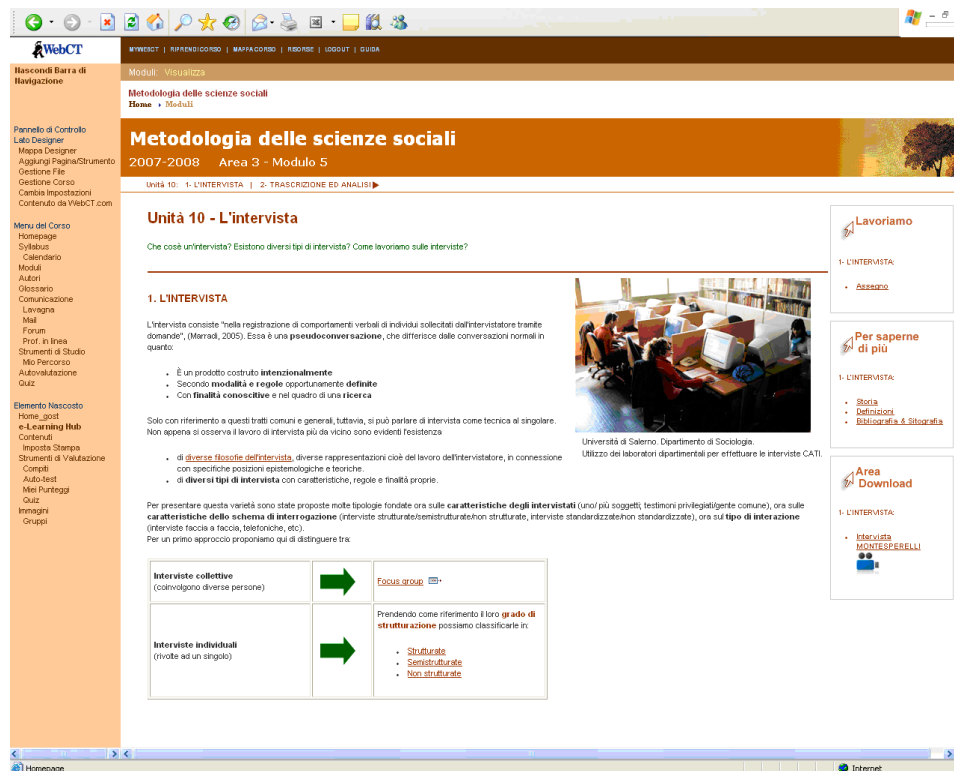 WebCT
MYWEBCT | RIPRENDI CORSO | MAPPA CORSO | RISORSE | LOGOUT | GUIDA
Nascondi Barra di
Navigazione
Moduli: Visualizza
Metodologia delle scienze sociali
Home › Moduli
Pannello di Controllo
Lato Designer
Mappa Designer
Aggiungi Pagina/Strumento
Gestione File
Gestione Corso
Cambia Impostazioni
Contenuto da WebCT.com
Menu del Corso
Homepage
Syllabus
Calendario
Moduli
Autori
Glossario
Comunicazione
Lavagna
Mail
Forum
Prof. in linea
Strumenti di Studio
Mio Percorso
Autovalutazione
Quiz
Elemento Nascosto
Home_gost
e-Learning Hub
Contenuti
Imposta Stampa
Strumenti di Valutazione
Compiti
Auto-test
Miei Punteggi
Quiz
Immagini
Gruppi
Metodologia delle scienze sociali
2007-2008 Area 3 - Modulo 5
Unità 10: 1- L'INTERVISTA | 2- TRASCRIZIONE ED ANALISI
Unità 10 - L'intervista
Che cosè un'intervista? Esistono diversi tipi di intervista? Come lavoriamo sulle interviste?
1. L'INTERVISTA
L'intervista consiste "nella registrazione di comportamenti verbali di individui sollecitati dall'intervistatore tramite
domande", (Marradi, 2005). Essa è una pseudoconversazione, che differisce dalle conversazioni normali in
quanto:
È un prodotto costruito intenzionalmente
Secondo modalità e regole opportunamente definite
Con finalità conoscitive e nel quadro di una ricerca
Solo con riferimento a questi tratti comuni e generali, tuttavia, si può parlare di intervista come tecnica al singolare.
Non appena si osserva il lavoro di intervista più da vicino sono evidenti l'esistenza
di diverse filosofie dell'intervista, diverse rappresentazioni cioè del lavoro dell'intervistatore, in connessione
con specifiche posizioni epistemologiche e teoriche.
di diversi tipi di intervista con caratteristiche, regole e finalità proprie.
Università di Salerno. Dipartimento di Sociologia.
Utilizzo dei laboratori dipartimentali per effettuare le interviste CATI.
Per presentare questa varietà sono state proposte molte tipologie fondate ora sulle caratteristiche degli intervistati (uno/ più soggetti; testimoni privilegiati/gente comune), ora sulle
caratteristiche dello schema di interrogazione (interviste strutturate/semistrutturate/non strutturate, interviste standardizzate/non standardizzate), ora sul tipo di interazione
(interviste faccia a faccia, telefoniche, etc).
Per un primo approccio proponiamo qui di distinguere tra:
Interviste collettive
(coinvolgono diverse persone)
Focus group
Interviste individuali
(rivolte ad un singolo)
Prendendo come riferimento il loro grado di
strutturazione possiamo classificarle in:
Strutturate
Semistrutturate
Non strutturate
Lavoriamo
1- L'INTERVISTA:
Assegno
Per saperne
di più
1- L'INTERVISTA:
Storia
Definizioni
Bibliografia & Sitografia
Area
Download
1- L'INTERVISTA:
Intervista
MONTESPERELLI
Homepage
Internet